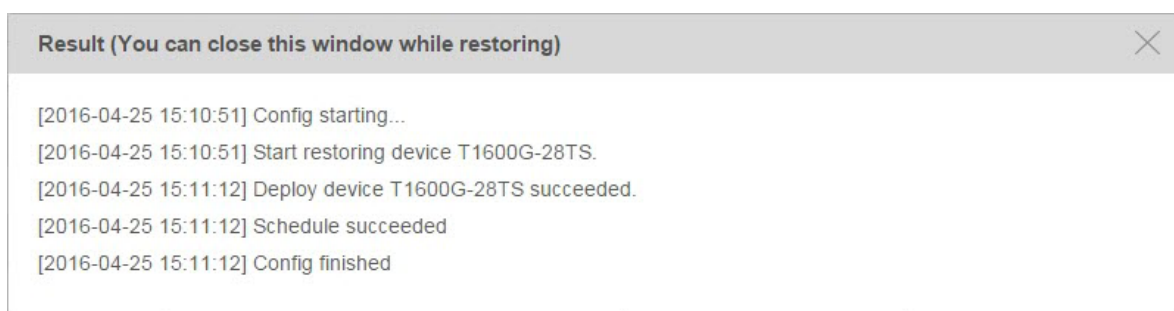 Result (You can close this window while restoring)
[2016-04-25 15:10:51] Config starting...
[2016-04-25 15:10:51] Start restoring device T1600G-28TS.
[2016-04-25 15:11:12] Deploy device T1600G-28TS succeeded.
[2016-04-25 15:11:12] Schedule succeeded
[2016-04-25 15:11:12] Config finished